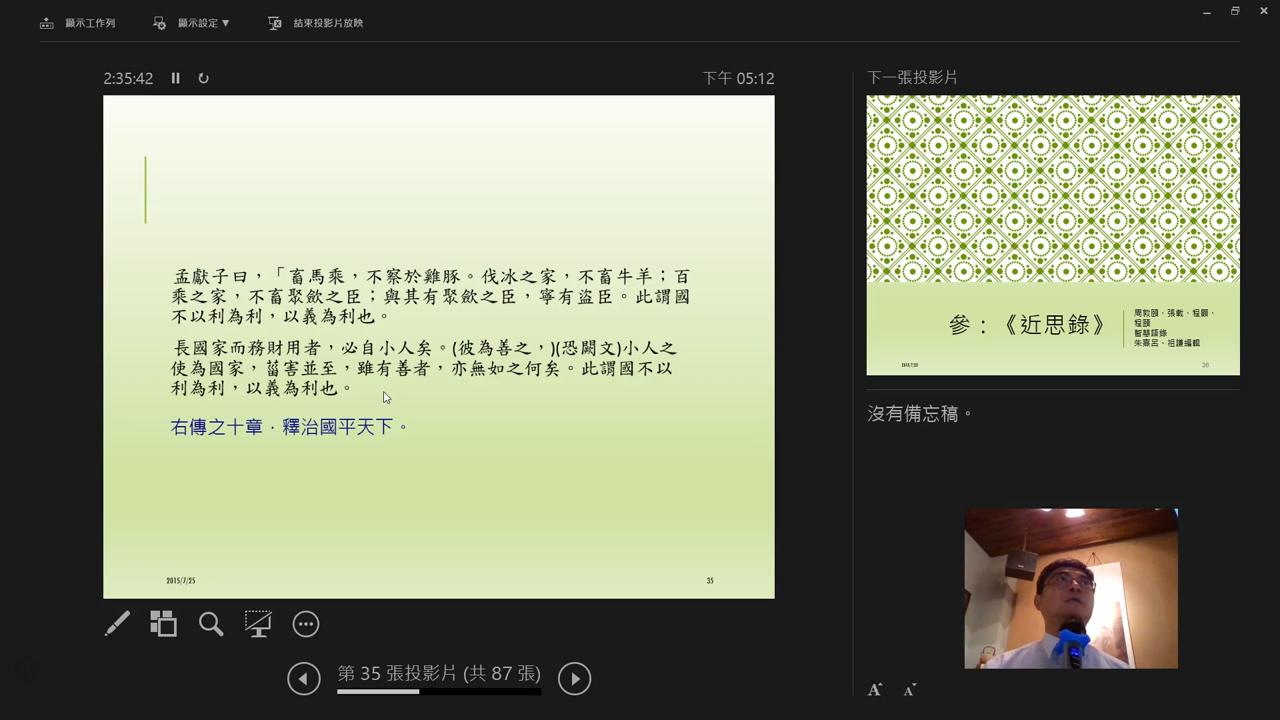 顯示工作列
顯示設定 ▼
結束投影片放映
2:35:42
下午 05:12
孟獻子曰，「畜馬乘，不察於雞豚。伐冰之家，不畜牛羊；百
乘之家，不畜聚斂之臣；與其有聚斂之臣，寧有盜臣。此謂國
不以利為利，以義為利也。
長國家而務財用者，必自小人矣。(彼為善之，)(恐闕文)小人之
使為國家，菑害並至，雖有善者，亦無如之何矣。此謂國不以
利為利，以義為利也。
右傳之十章．釋治國平天下。
2015/7/25
35
第 35 張投影片 (共 87 張)
下一張投影片
參：《近思錄》
周敦頤、張載、程顥、
程頤
智慧語錄
朱熹呂、祖謙編輯
36
沒有備忘稿。